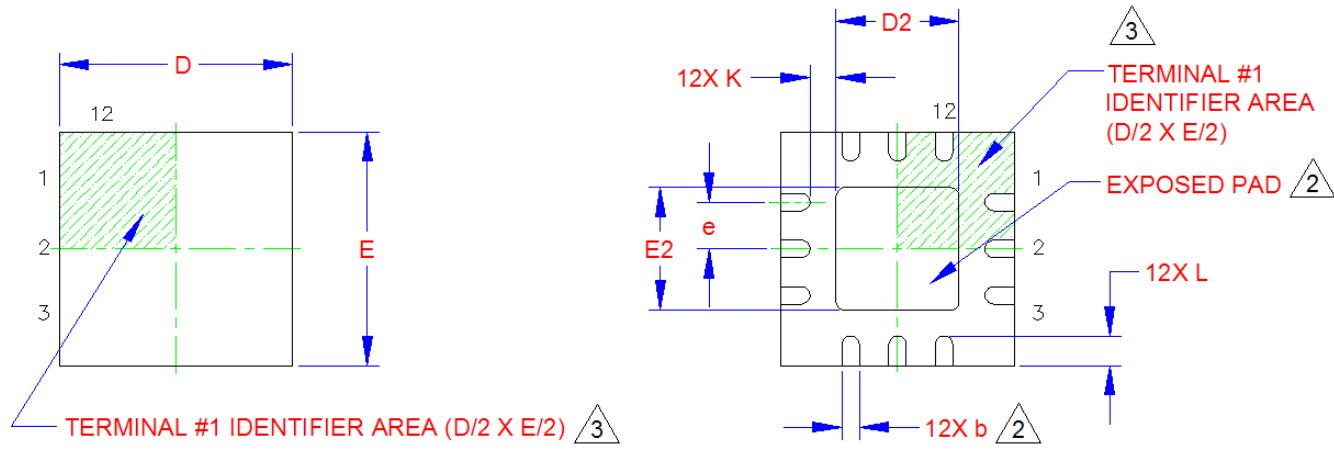 D
12
1
2
3
E
TERMINAL #1 IDENTIFIER AREA (D/2 X E/2) 3
D2
3
12X K
TERMINAL #1
IDENTIFIER AREA
(D/2 X E/2)
12
1
EXPOSED PAD 2
e
E2
2
12X L
3
12X b 2